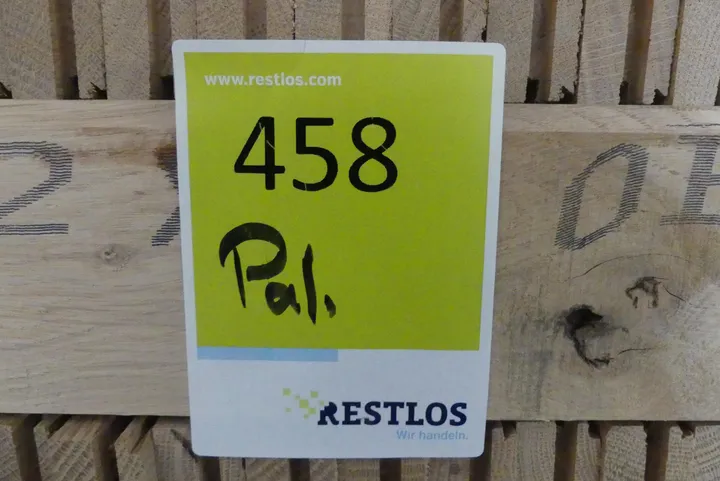 www.restlos.com
458
Pal.
RESTLOS
Wir handeln.